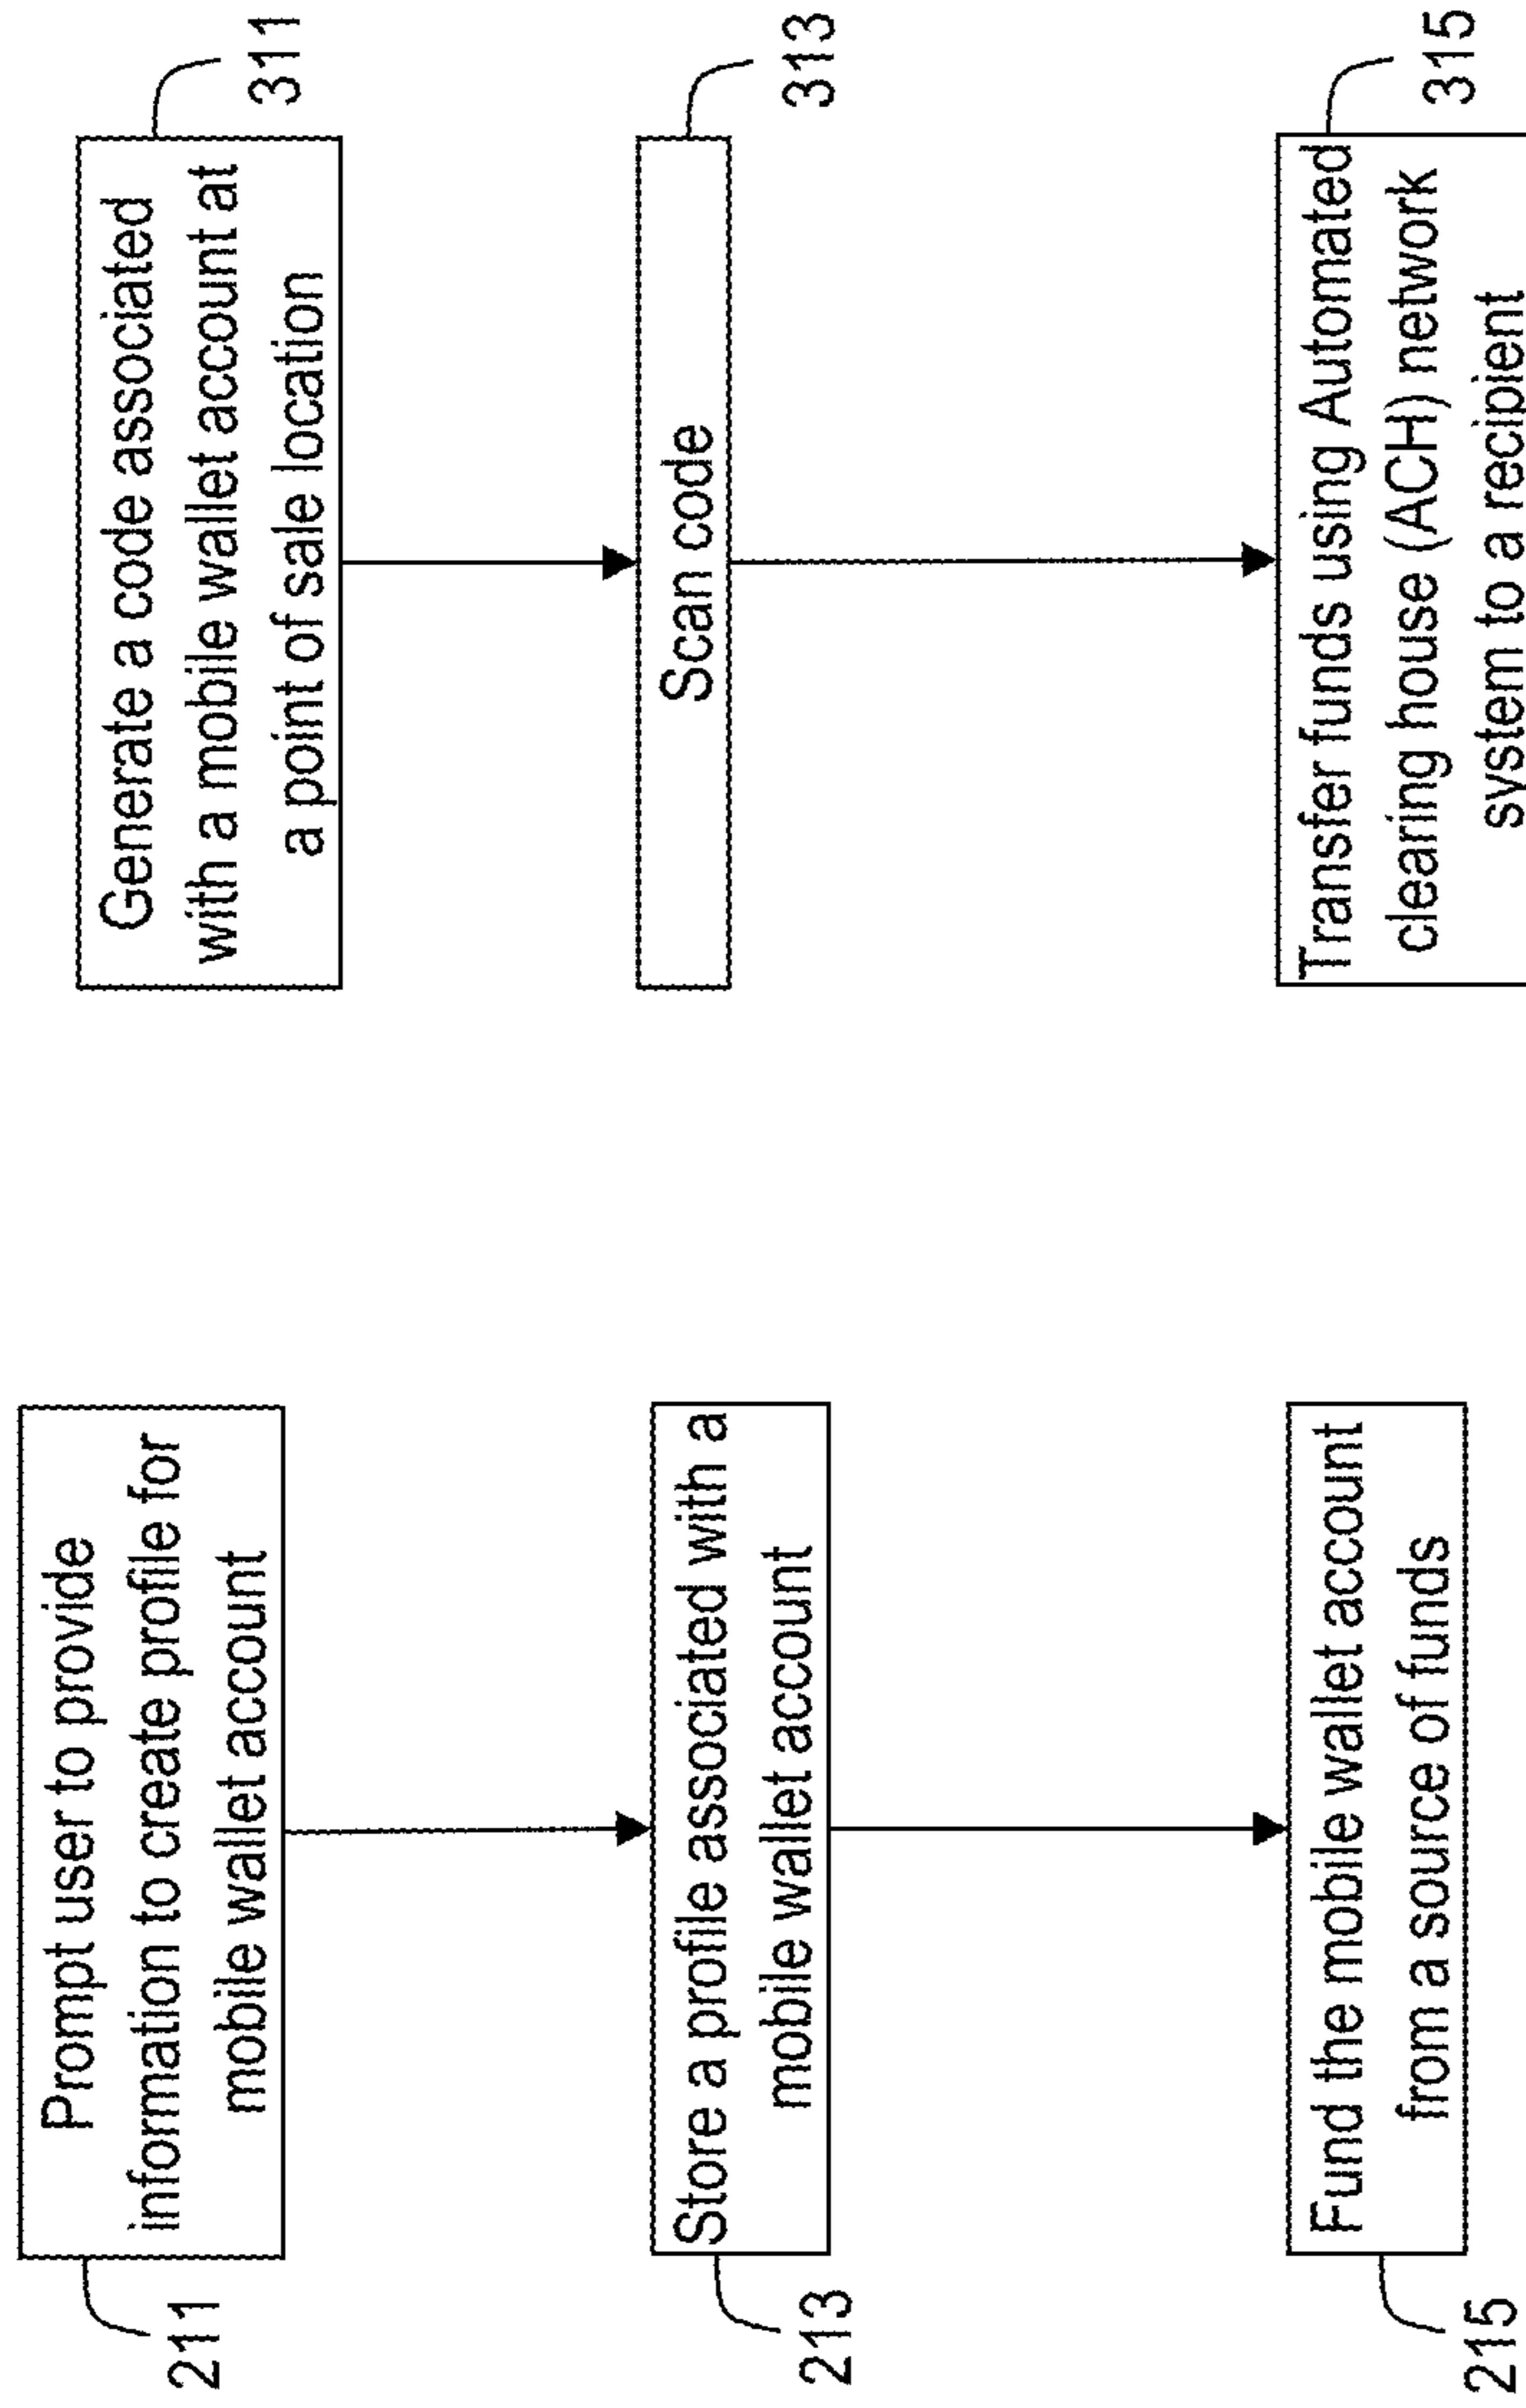 Prompt user to provide
information to create profile for
mobile wallet account
211
Store a profile associated with a
mobile wallet account
213
Fund the mobile wallet account
from a source of funds
215
Generate a code associated
with a mobile wallet account at
a point of sale location
311
Scan code
313
Transfer funds using Automated
clearing house (ACH) network
system to a recipient
315